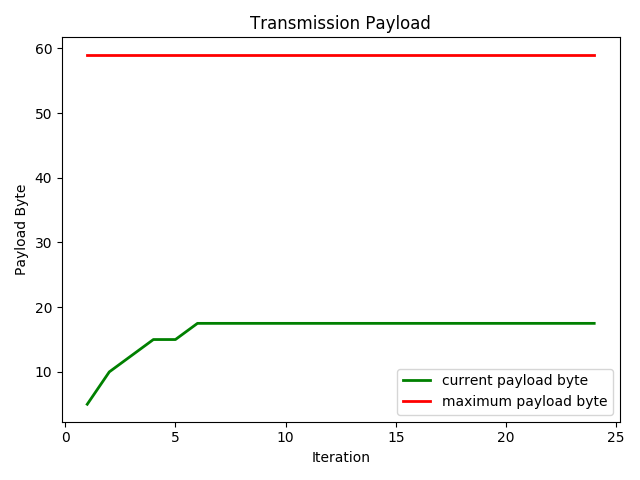 Transmission Payload
60
50
40
30
20
10
Payload Byte
0
5
10
15
20
25
Iteration
current payload byte
maximum payload byte